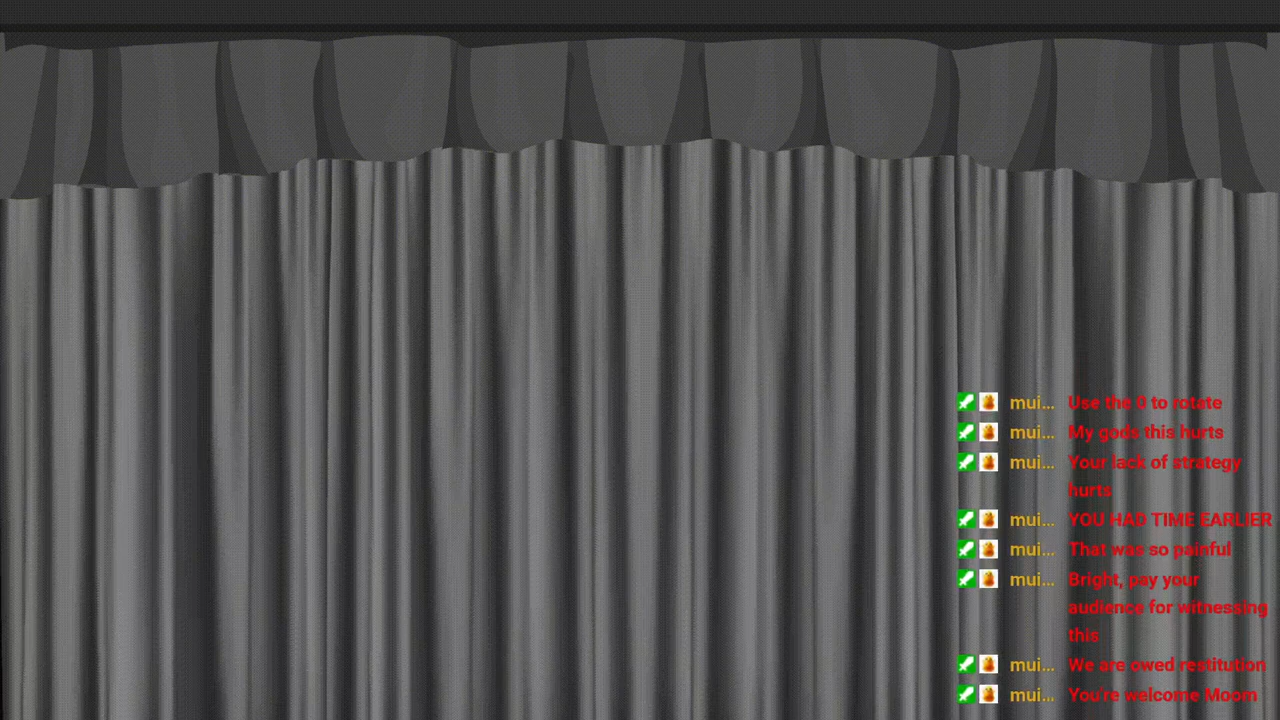 mui... Use the 0 to rotate
mui... My gods this hurts
mui... Your lack of strategy
hurts
mui... YOU HAD TIME EARLIER
mui... That was so painful
mui... Bright, pay your
audience for witnessing
this
mui... We are owed restitution
mui... You're welcome Moom